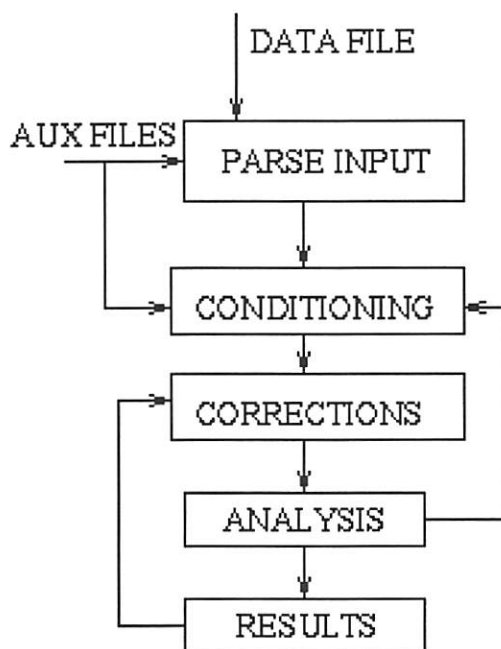 DATA FILE
AUX FILES
PARSE INPUT
CONDITIONING
CORRECTIONS
ANALYSIS
RESULTS